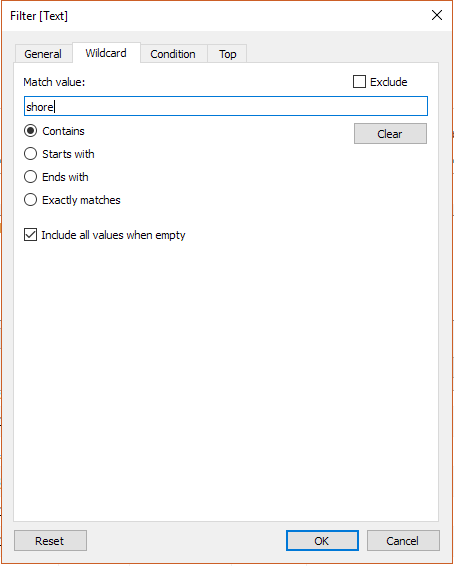 Filter [Text]
General Wildcard Condition Top
Match value: Exclude
shore
Contains Clear
Starts with
Ends with
Exactly matches
Include all values when empty
Reset OK Cancel